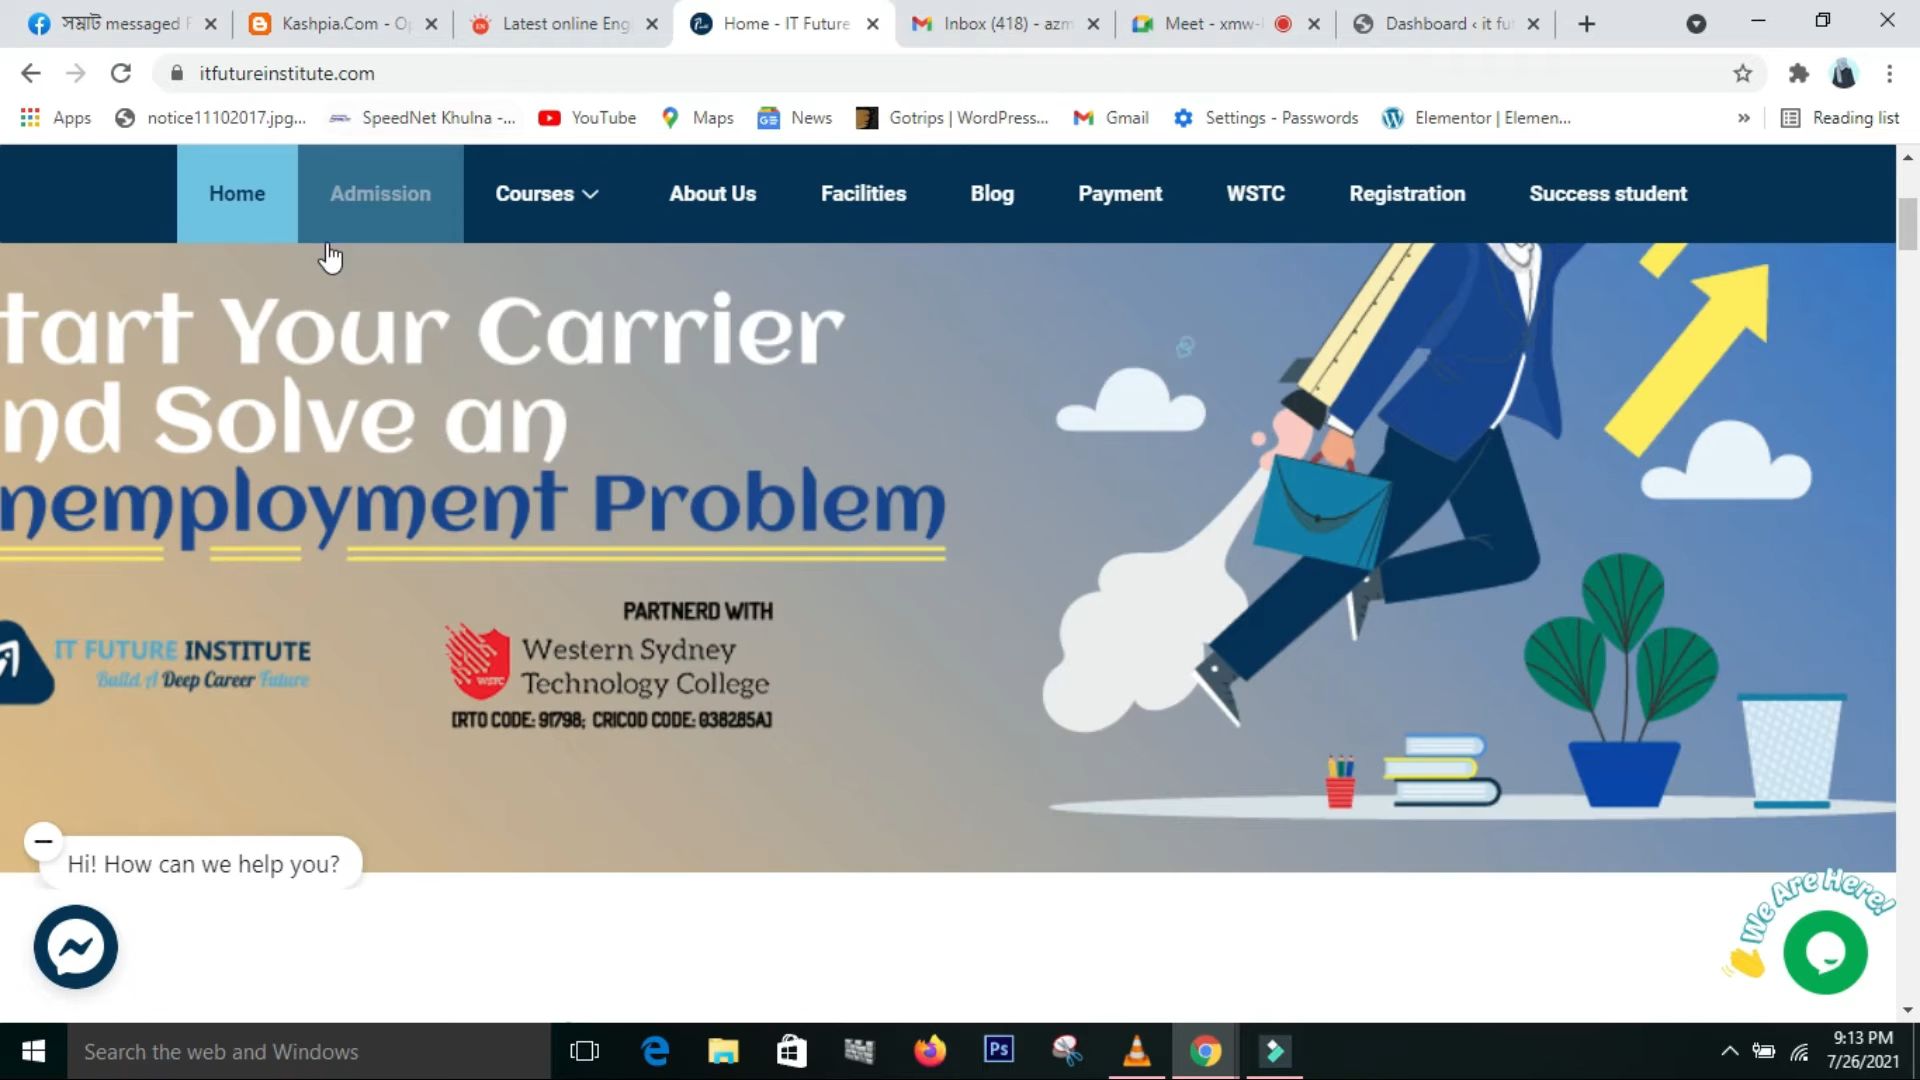 সম্রাট messaged
Kashpia.Com - O
Latest online Eng
Home - IT Future
Inbox (418) - azm
Meet - xmw-
Dashboard ‹ it fu
itfutureinstitute.com
Apps
notice11102017.jpg...
SpeedNet Khulna -...
YouTube
Maps
News
Gotrips | WordPress...
Gmail
Settings - Passwords
Elementor | Elemen...
»
Reading list
Home
Admission
Courses
About Us
Facilities
Blog
Payment
WSTC
Registration
Success student
tart Your Carrier
nd Solve an
nemployment Problem
PARTNERD WITH
IT FUTURE INSTITUTE
Build A Deep Career Future
WSTC
Western Sydney
Technology College
[RTO CODE: 91798; CRICOD CODE: 038285A]
Hi! How can we help you?
We Are Here!
Search the web and Windows
Ps
9:13 PM
7/26/2021